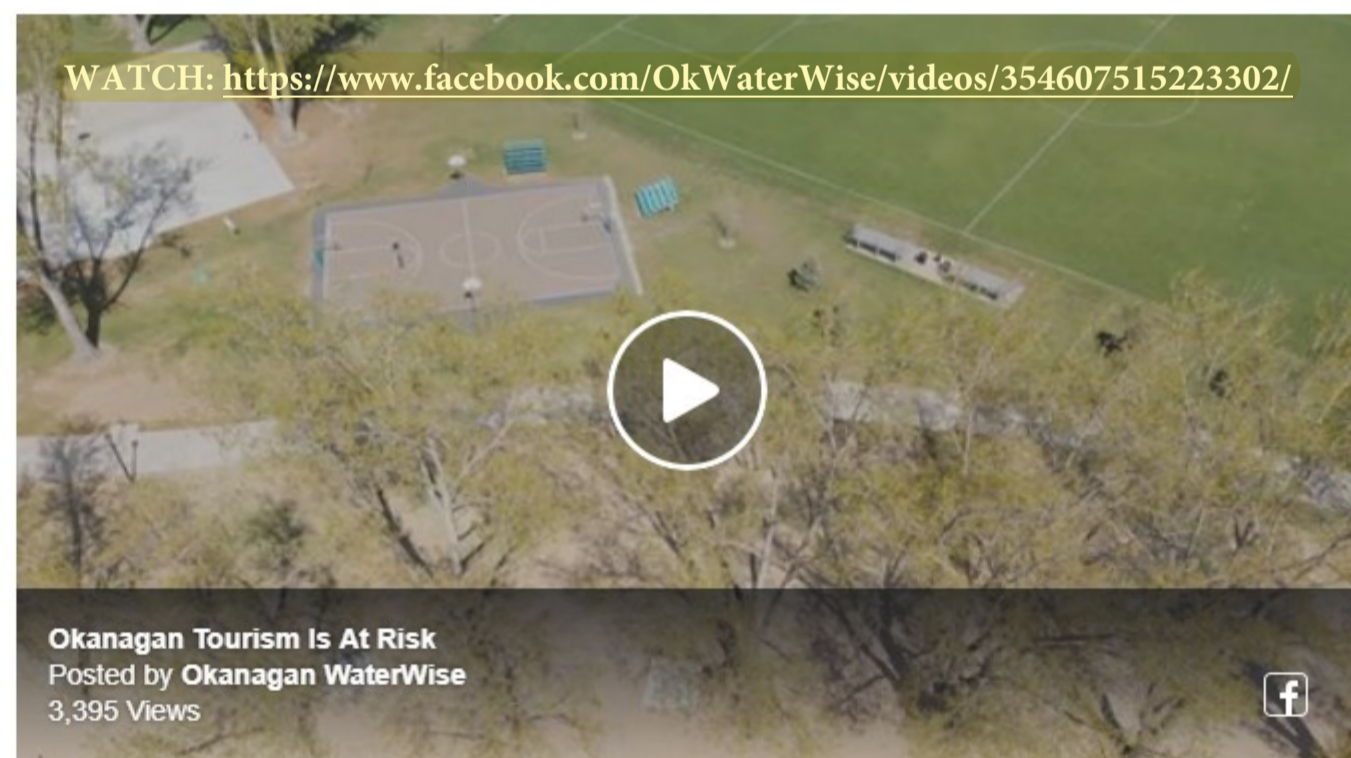 WATCH: https://www.facebook.com/OkWaterWise/videos/354607515223302/
Okanagan Tourism Is At Risk
Posted by Okanagan WaterWise
3,395 Views